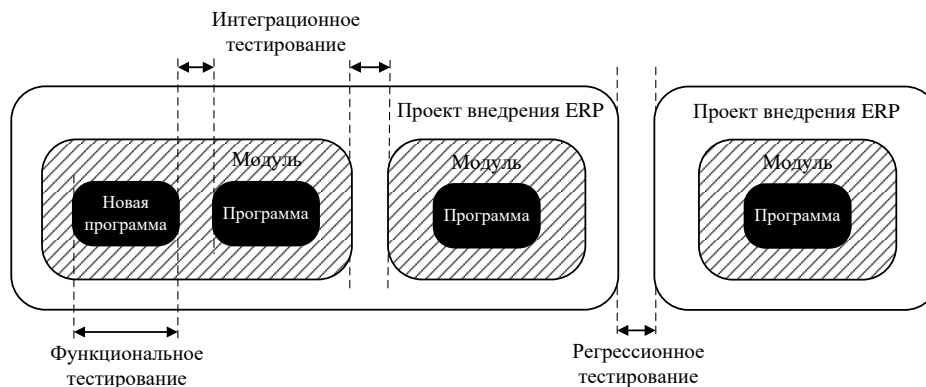 Интеграционное
тестирование
Проект внедрения ERP
Проект внедрения ERP
Модуль
Модуль
Модуль
Новая
программа
Программа
Программа
Программа
Функциональное
тестирование
Регрессионное
тестирование